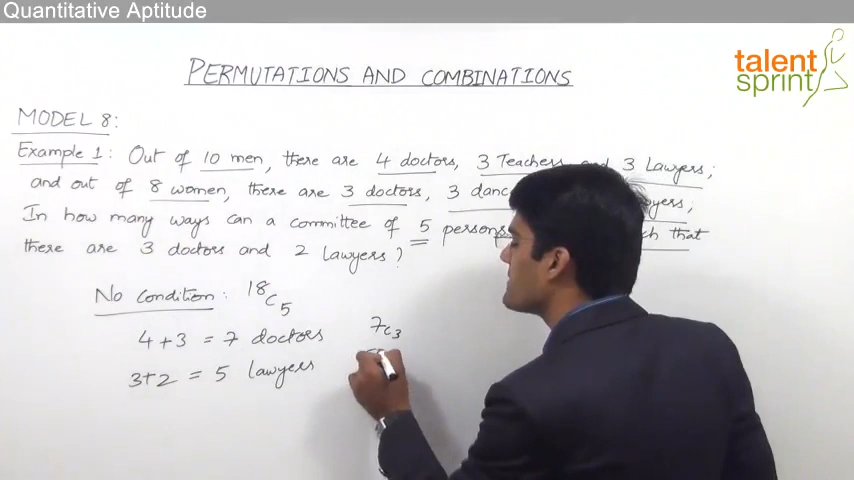 Quantitative Aptitude
talent
sprint
PERMUTATIONS AND COMBINATIONS
MODEL 8:
Example 1: Out of 10 men, there are 4 doctors, 3 Teachers and 3 Lawyers;
and out of 8 women, there are 3 doctors, 3
In how many ways can a committee of 5 persons such that
there are 3 doctors and 2 lawyers?
No Condition: 18C5
4+3 = 7 doctors 7C3
3+2 = 5 lawyers